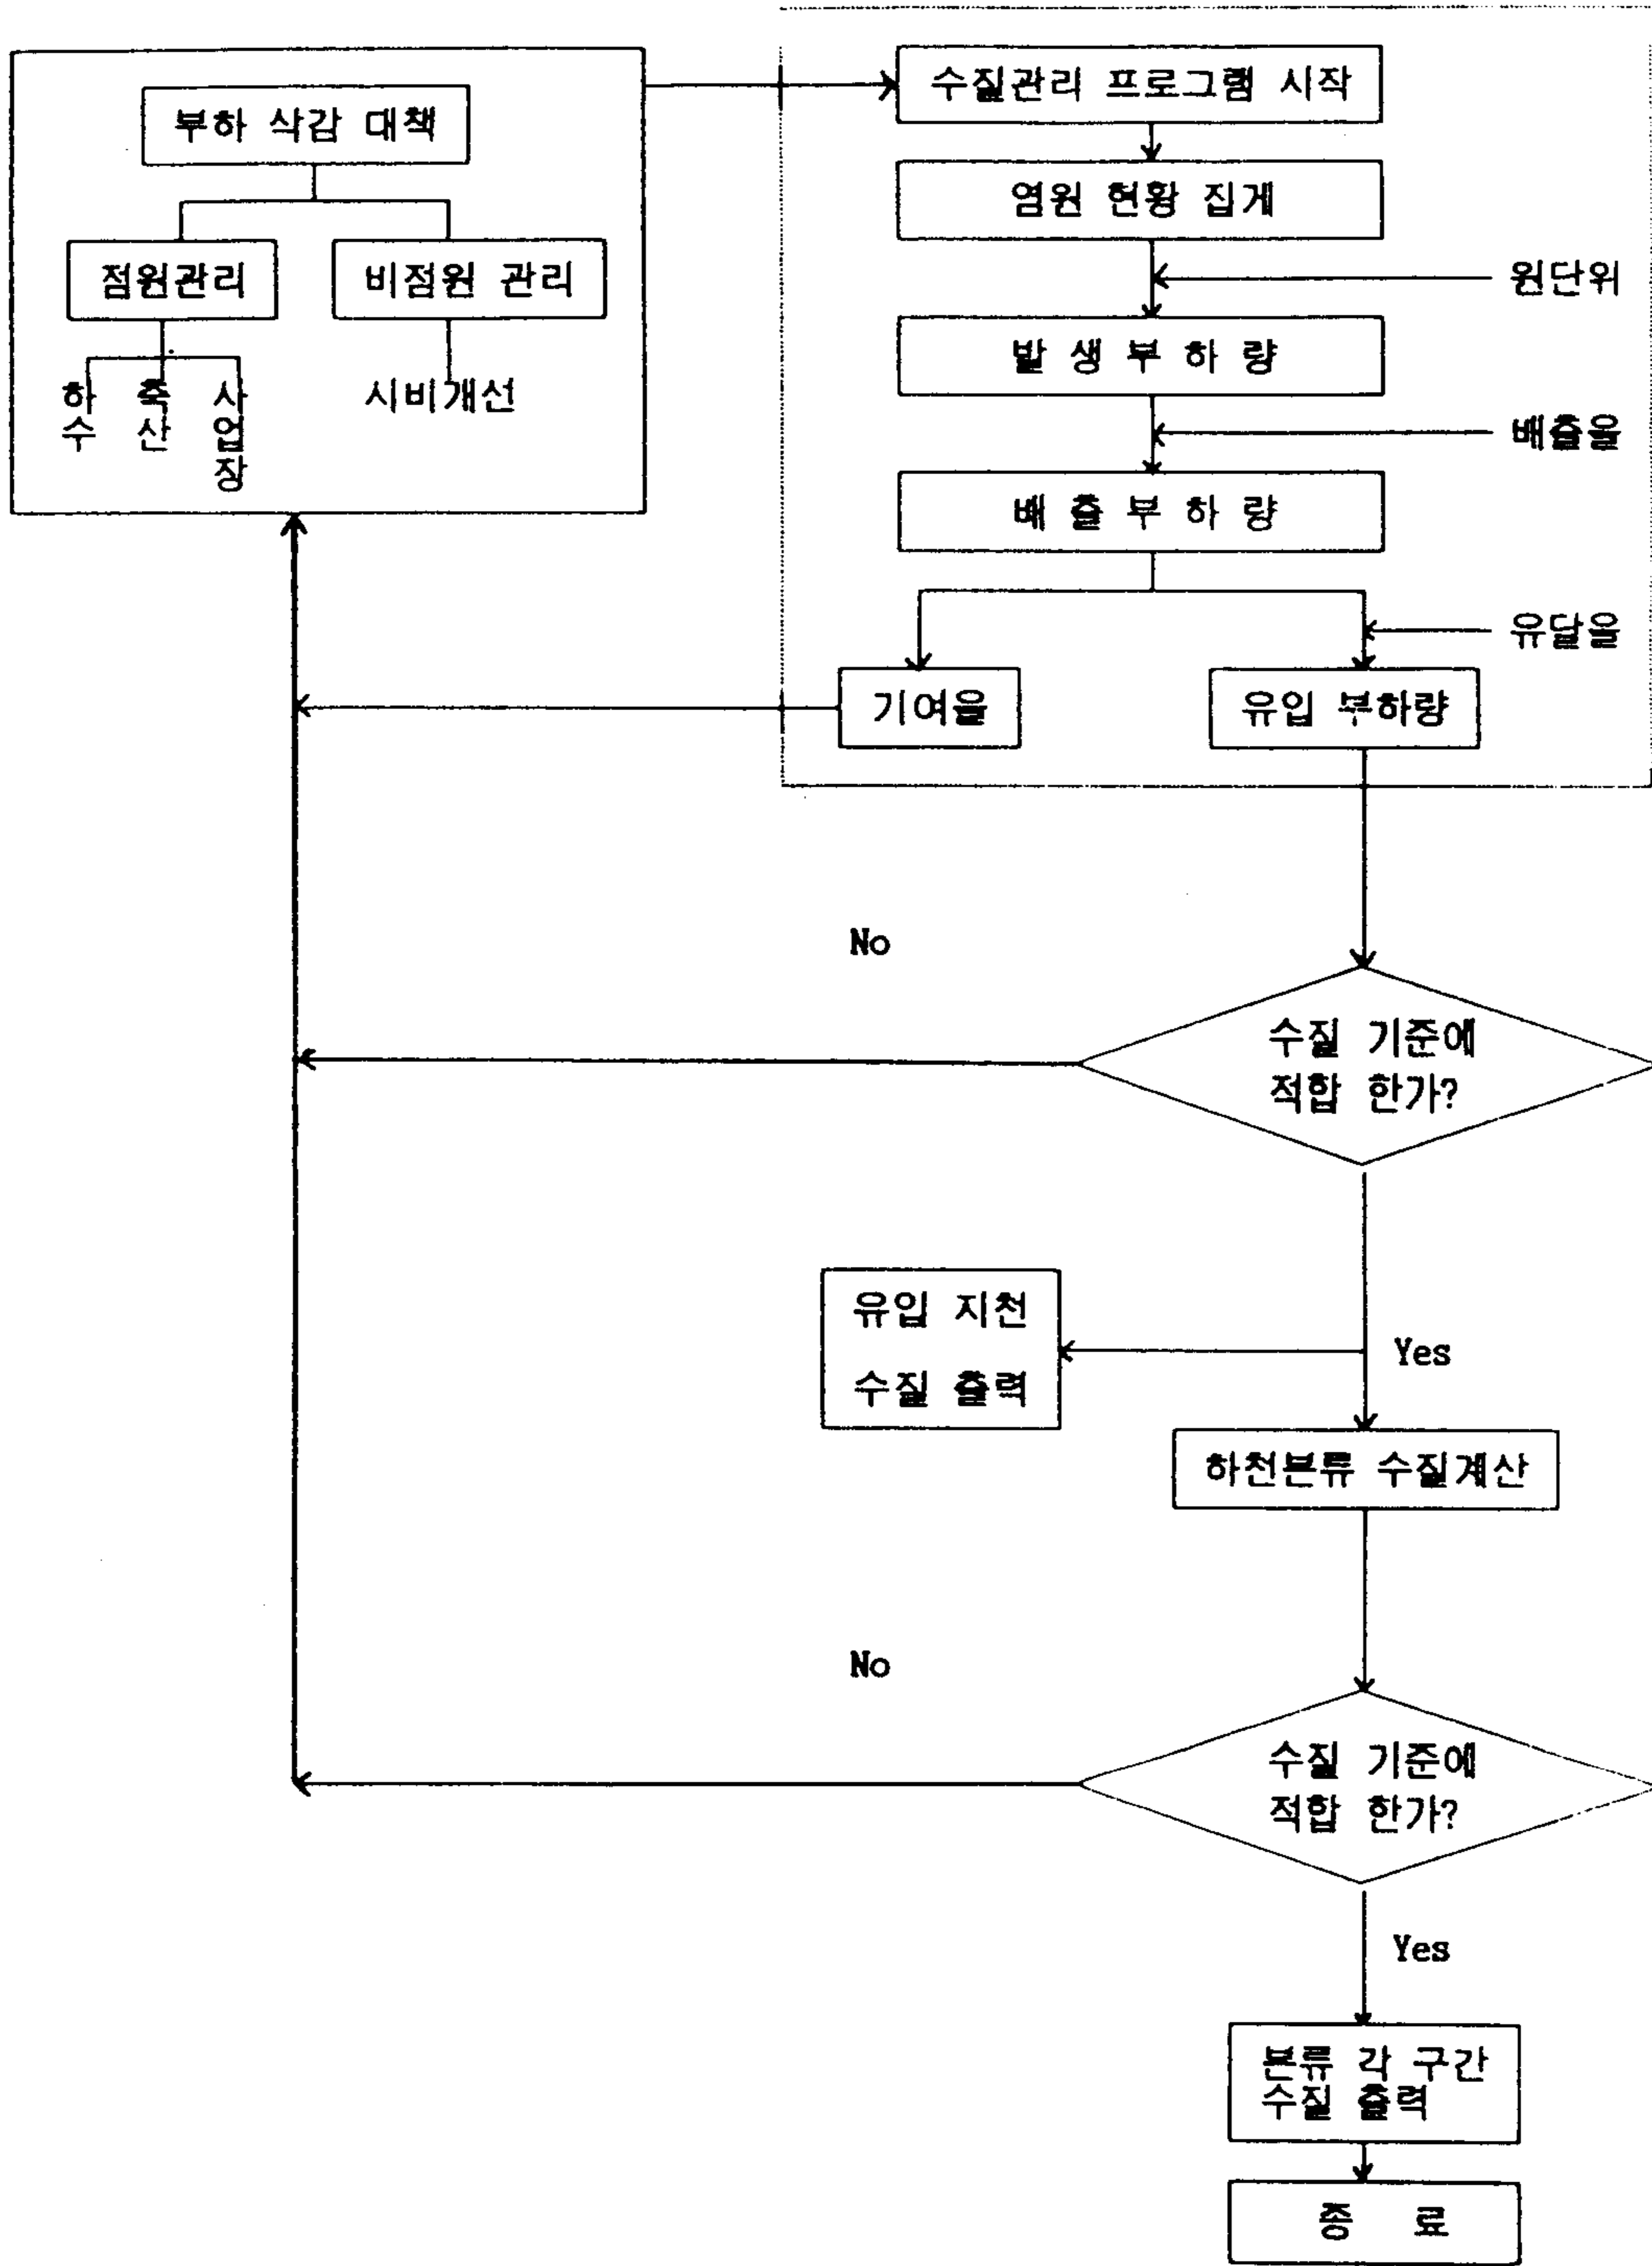 부하 삭감 대책
점원관리
비점원 관리
하수
축산
사업장
시비개선
수질관리 프로그램 시작
염원 현황 집계
원단위
발 생 부 하 량
배출율
배 출 부 하 량
유달율
기여율
유입 부하량
No
수질 기준에
적합 한가?
유입 지천
수질 출력
Yes
하천본류 수질계산
No
수질 기준에
적합 한가?
Yes
본류 각 구간
수질 출력
종 료